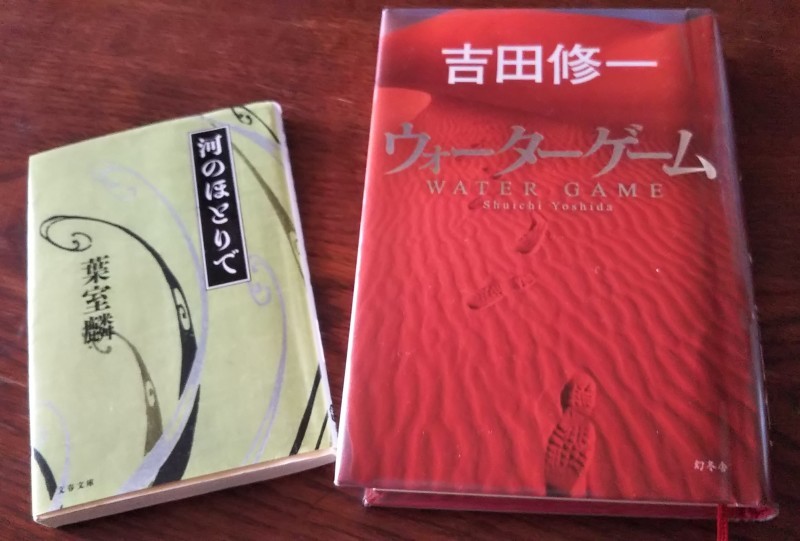 河のほとりで
葉室麟
文春文庫
吉田修一
ウォーターゲーム
WATER GAME
Shuichi Yoshida
幻冬舎